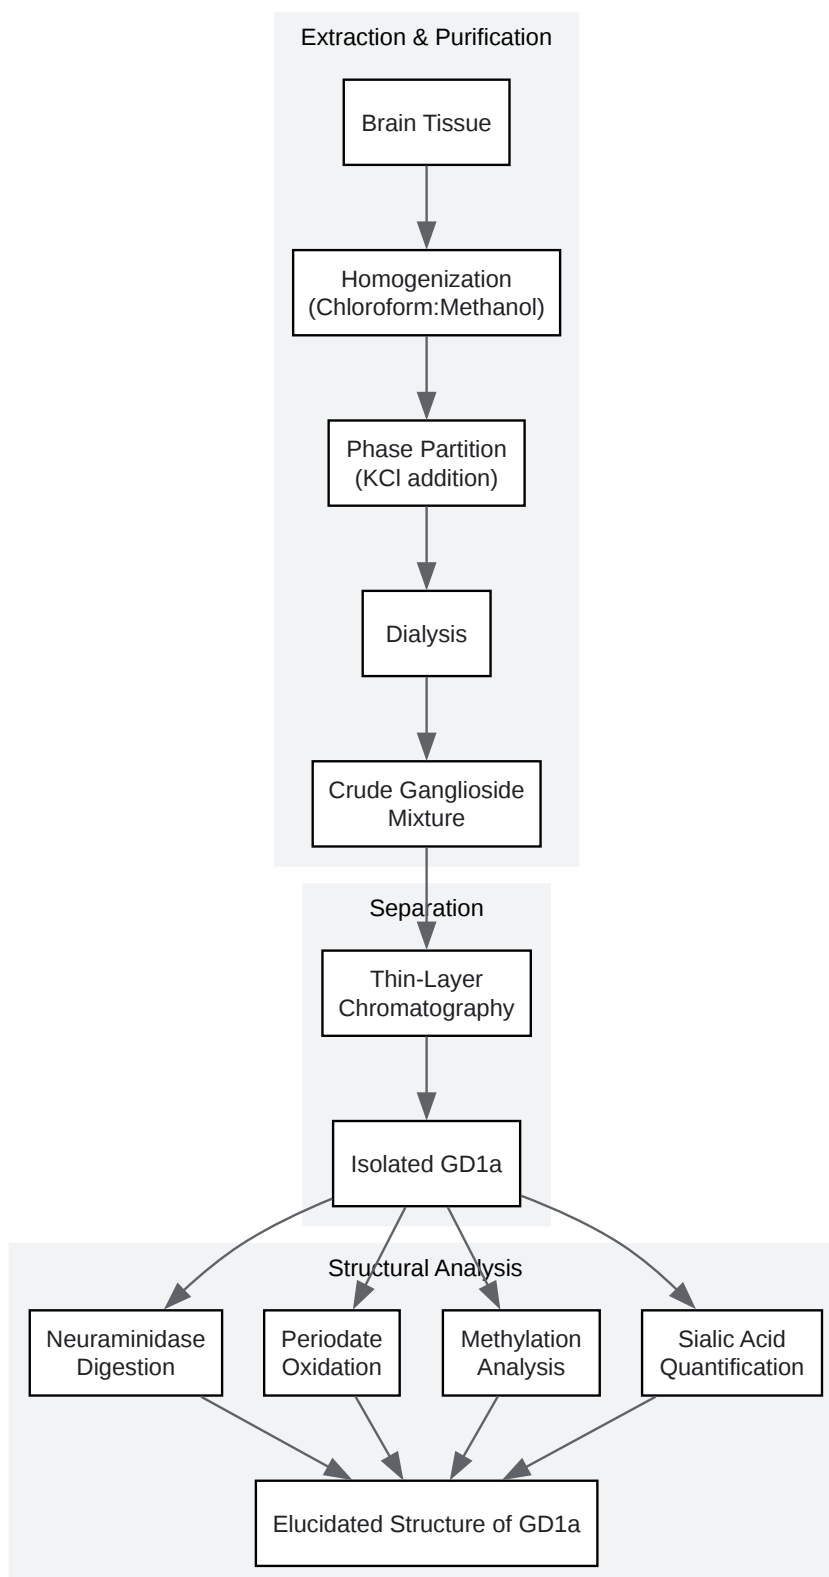 Extraction & Purification
Brain Tissue
Homogenization
(Chloroform:Methanol)
Phase Partition
(KCl addition)
Dialysis
Crude Ganglioside
Mixture
Separation
Thin-Layer
Chromatography
Isolated GD1a
Structural Analysis
Neuraminidase
Digestion
Periodate
Oxidation
Methylation
Analysis
Sialic Acid
Quantification
Elucidated Structure of GD1a